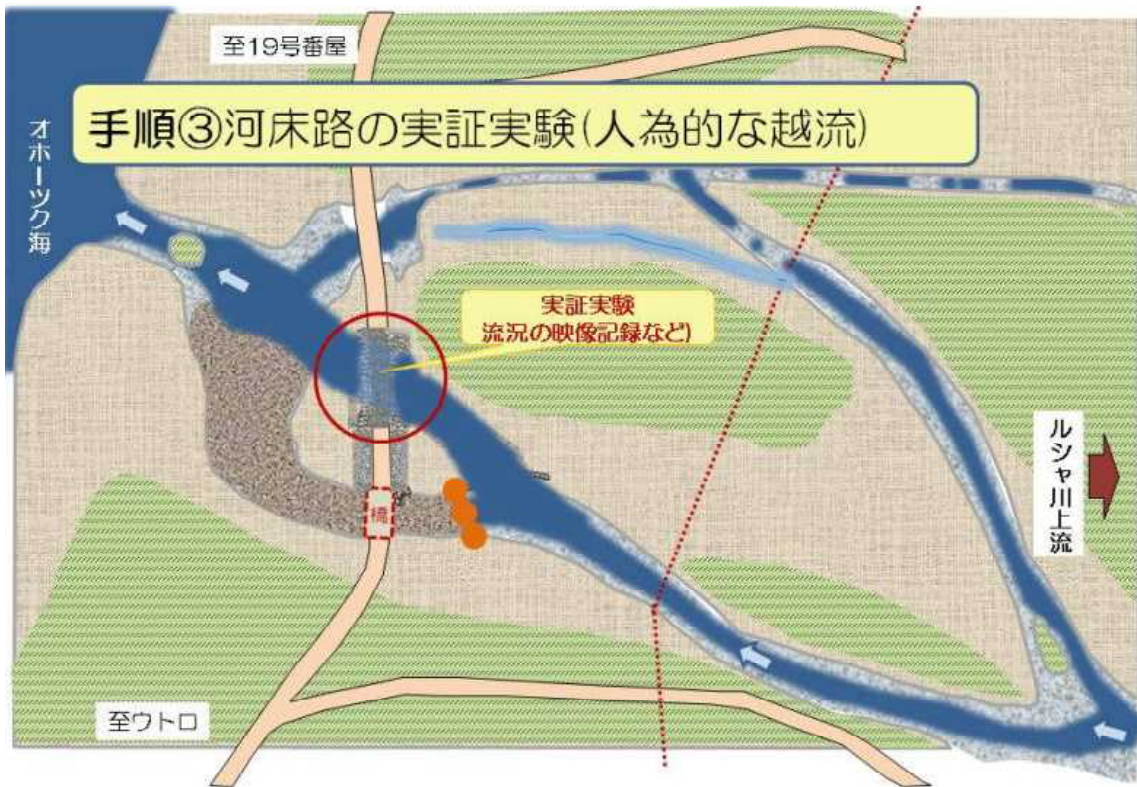 至19号番屋
手順③河床路の実証実験(人為的な越流)
オホーツク海
実証実験
流況の映像記録など)
ルシャ川上流
橋
至ウトロ